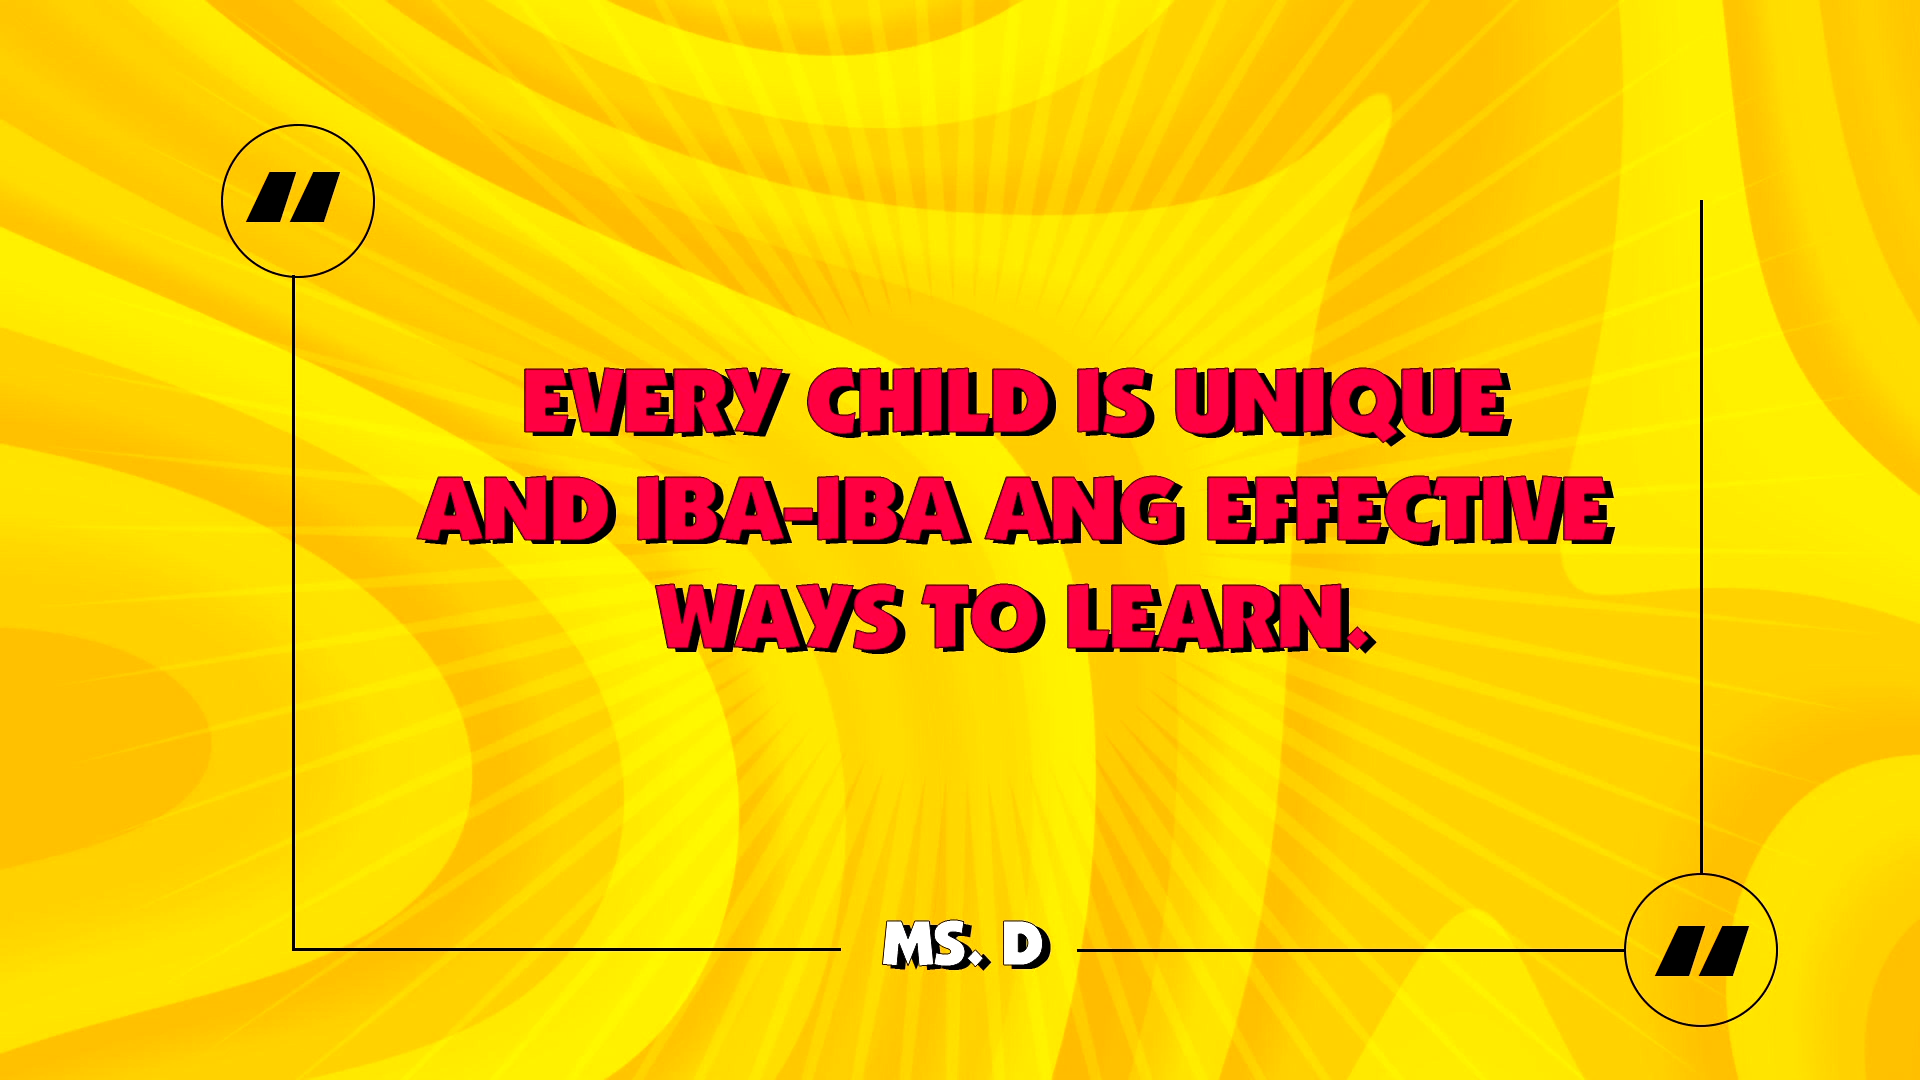 EVERY CHILD IS UNIQUE
AND IBA-IBA ANG EFFECTIVE
WAYS TO LEARN.
MS. D